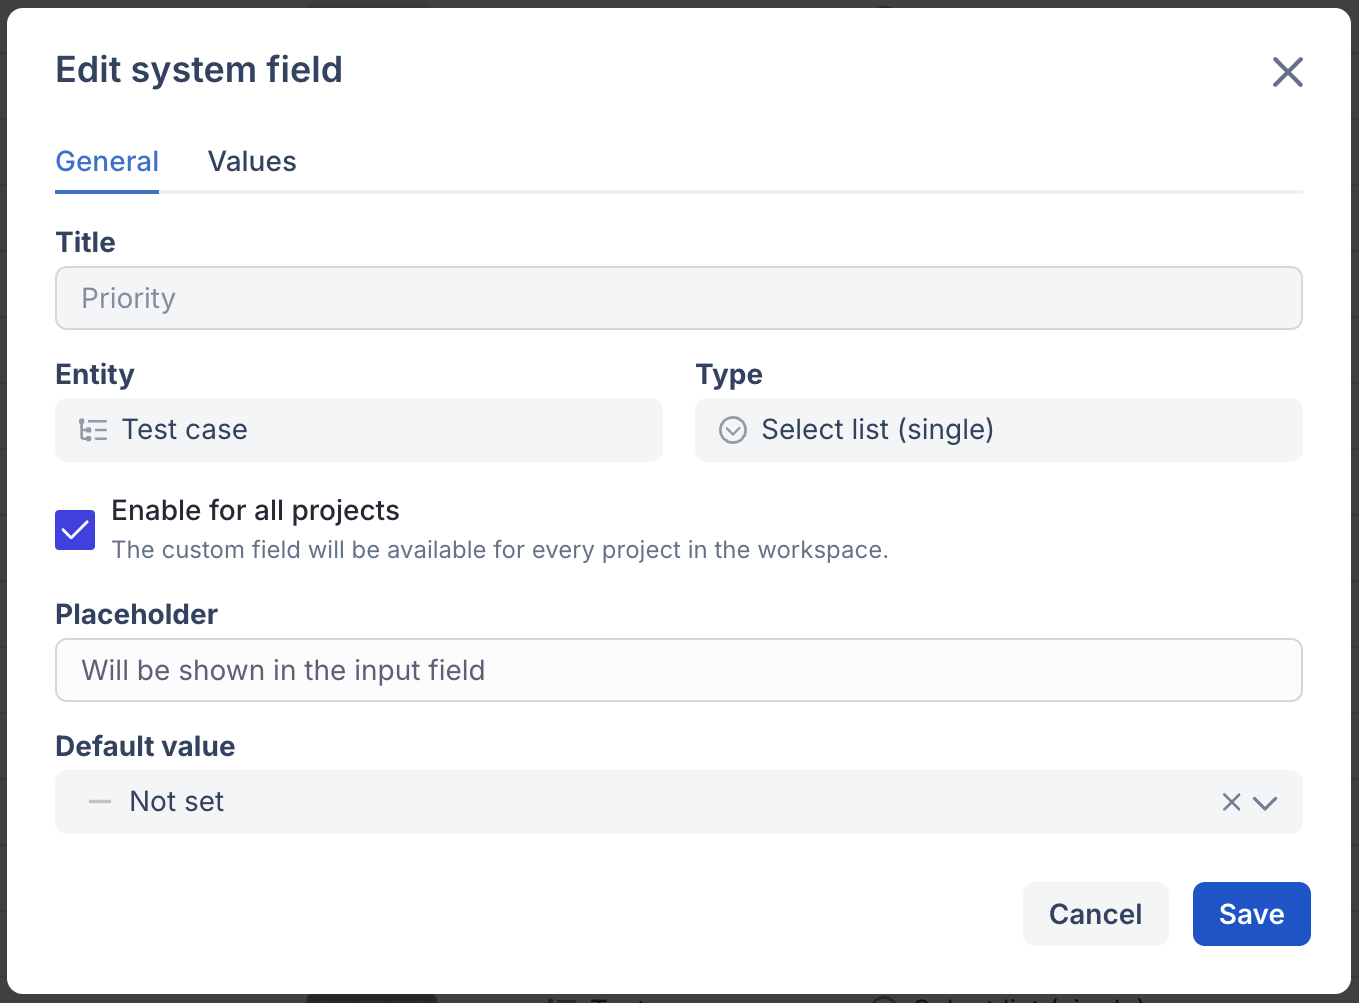 Edit system field
General Values
Title
Priority
Entity Type
Test case Select list (single)
Enable for all projects
The custom field will be available for every project in the workspace.
Placeholder
Will be shown in the input field
Default value
Not set
Cancel Save